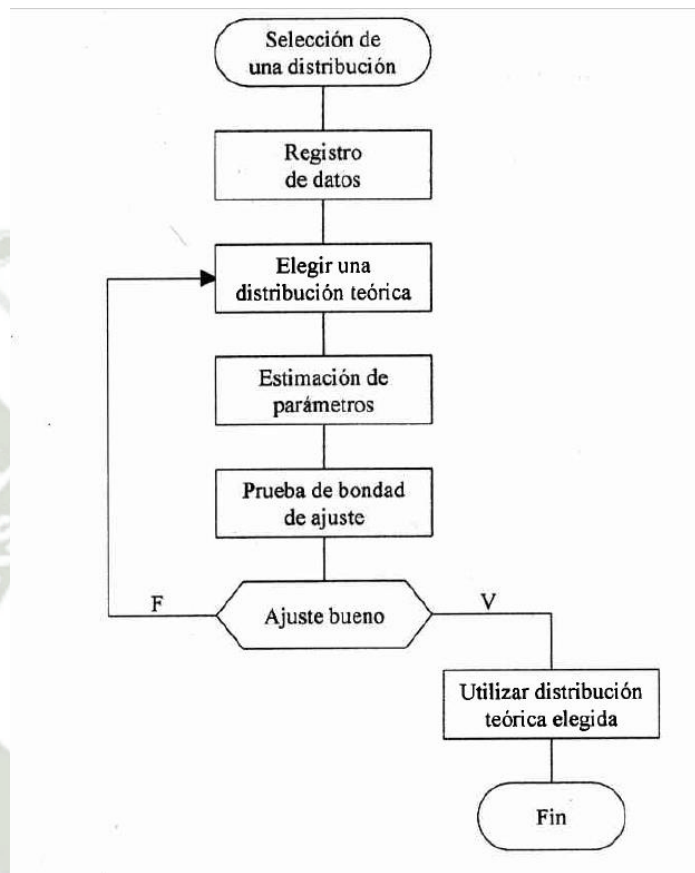 Selección de
una distribución
Registro
de datos
Elegir una
distribución teórica
Estimación de
parámetros
Prueba de bondad
de ajuste
F
Ajuste bueno
V
Utilizar distribución
teórica elegida
Fin